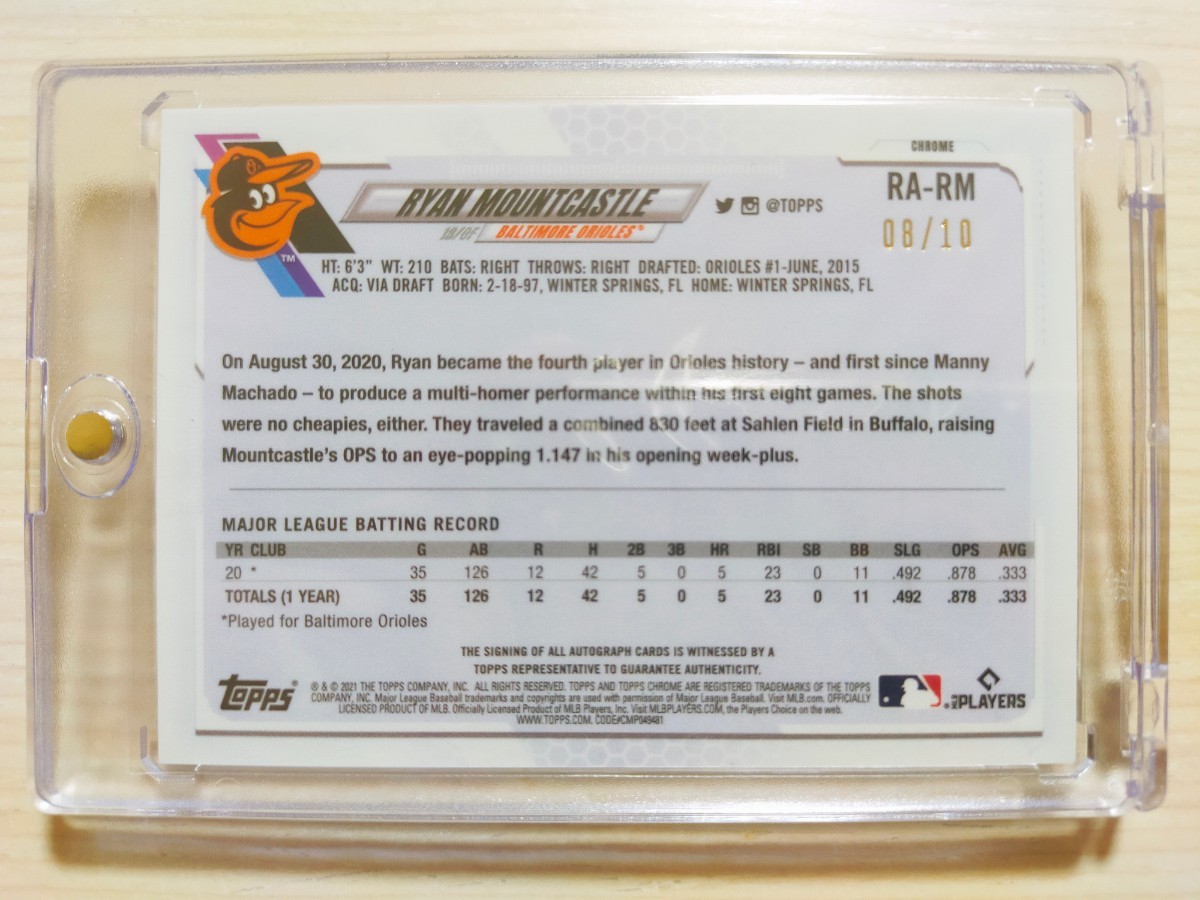 CHROME
RA-RM
08/10
RYAN MOUNTCASTLE
@TOPPS
1B/OF BALTIMORE ORIOLES®
TM
HT: 6'3" WT: 210 BATS: RIGHT THROWS: RIGHT DRAFTED: ORIOLES #1-JUNE, 2015
ACQ: VIA DRAFT BORN: 2-18-97, WINTER SPRINGS, FL HOME: WINTER SPRINGS, FL
On August 30, 2020, Ryan became the fourth player in Orioles history – and first since Manny
Machado – to produce a multi-homer performance within his first eight games. The shots
were no cheapies, either. They traveled a combined 830 feet at Sahlen Field in Buffalo, raising
Mountcastle's OPS to an eye-popping 1.147 in his opening week-plus.
MAJOR LEAGUE BATTING RECORD
YR CLUB G AB R H 2B 3B HR RBI SB BB SLG OPS AVG
20 * 35 126 12 42 5 0 5 23 0 11 .492 .878 .333
TOTALS (1 YEAR) 35 126 12 42 5 0 5 23 0 11 .492 .878 .333
*Played for Baltimore Orioles
THE SIGNING OF ALL AUTOGRAPH CARDS IS WITNESSED BY A
TOPPS REPRESENTATIVE TO GUARANTEE AUTHENTICITY.
topps®
® & © 2021 THE TOPPS COMPANY, INC. ALL RIGHTS RESERVED. TOPPS AND TOPPS CHROME ARE REGISTERED TRADEMARKS OF THE TOPPS
COMPANY, INC. Major League Baseball trademarks and copyrights are used with permission of Major League Baseball. Visit MLB.com. OFFICIALLY
LICENSED PRODUCT OF MLB. Officially Licensed Product of MLB Players, Inc. Visit MLBPLAYERS.COM, the Players Choice on the web.
WWW.TOPPS.COM. CODE#CMP049481
MLB PLAYERS